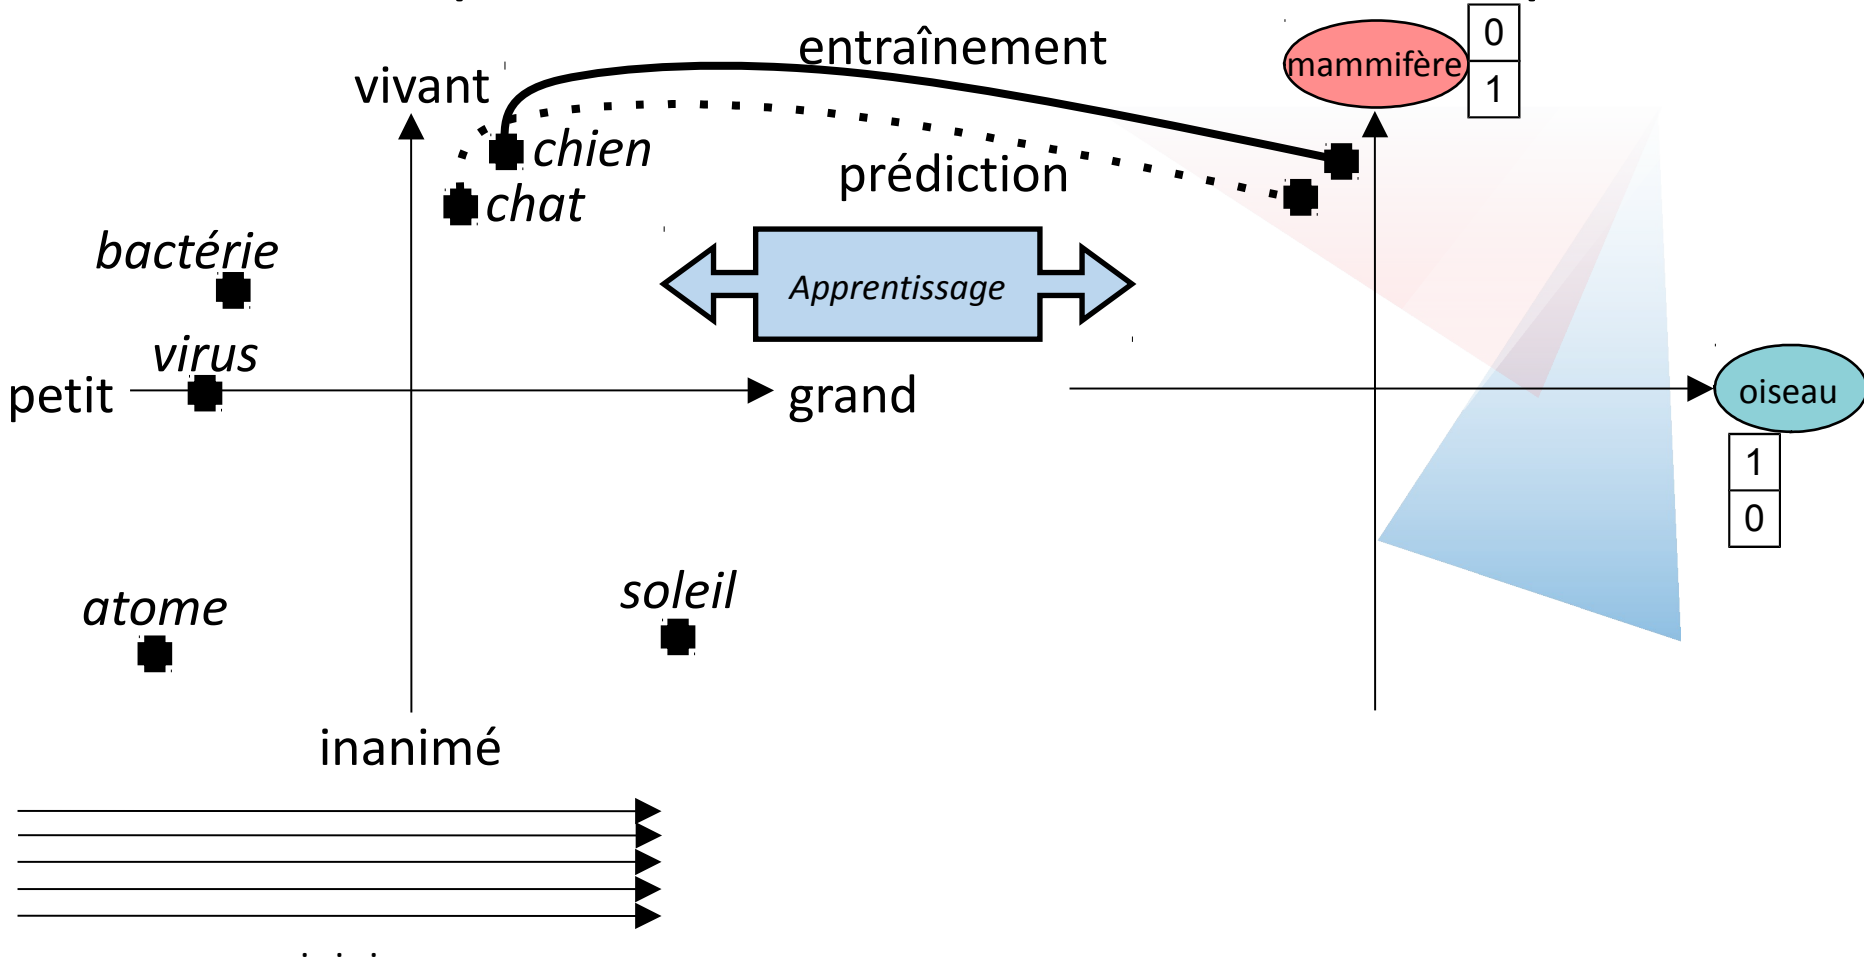 entraînement
mammifère
0
1
vivant
chien
prédiction
chat
bactérie
Apprentissage
virus
petit
grand
oiseau
1
0
soleil
atome
inanimé